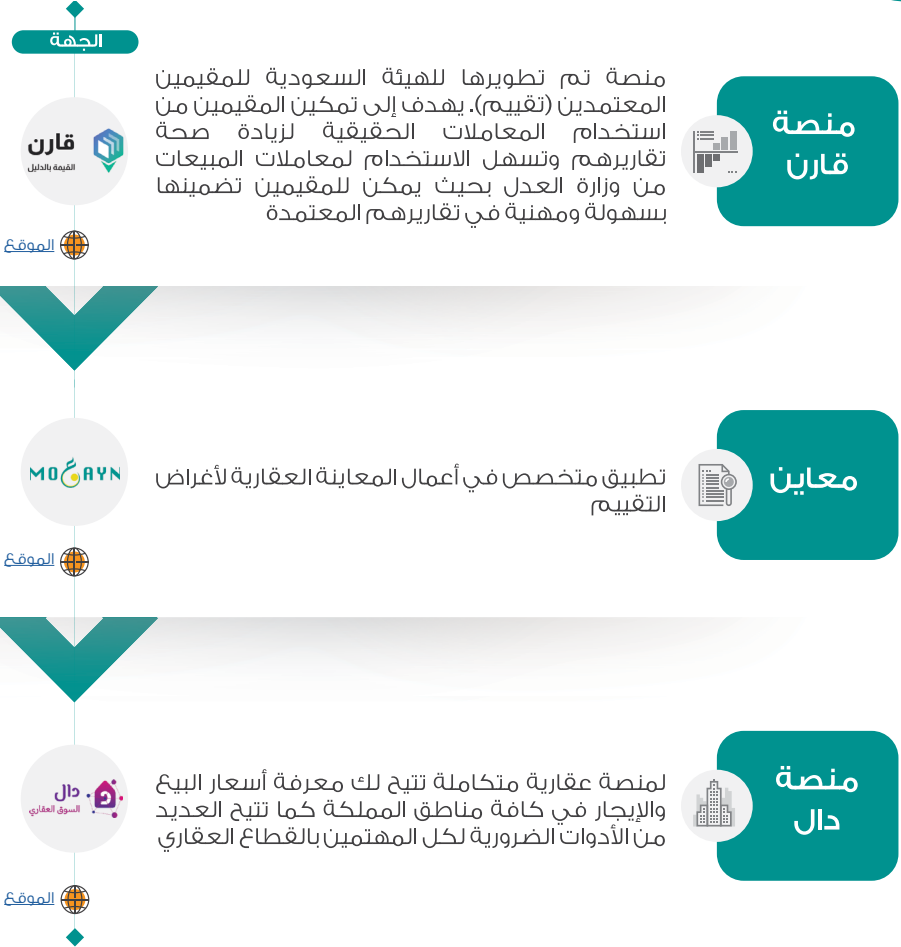 الجهة
منصة
قارن
منصة تم تطويرها للهيئة السعودية للمقيمين
المعتمدين (تقييم). يهدف إلى تمكين المقيمين من
استخدام المعاملات الحقيقية لزيادة صحة
تقاريرهم وتسهل الاستخدام لمعاملات المبيعات
من وزارة العدل بحيث يمكن للمقيمين تضمينها
بسهولة ومهنية في تقاريرهم المعتمدة
قارن
القيمة بالدليل
الموقع
معاين
تطبيق متخصص في أعمال المعاينة العقارية لأغراض
التقييم
MOعAYN
الموقع
منصة
دال
لمنصة عقارية متكاملة تتيح لك معرفة أسعار البيع
والإيجار في كافة مناطق المملكة كما تتيح العديد
من الأدوات الضرورية لكل المهتمين بالقطاع العقاري
دال
السوق العقاري
الموقع